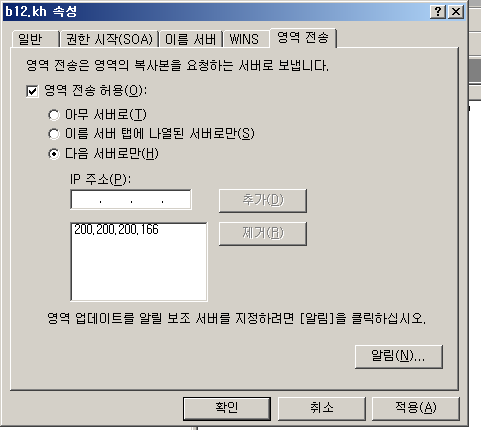 b12.kh 속성
일반 권한 시작(SOA) 이름 서버 WINS 영역 전송
영역 전송은 영역의 복사본을 요청하는 서버로 보냅니다.
영역 전송 허용(O):
아무 서버로(T)
이름 서버 탭에 나열된 서버로만(S)
다음 서버로만(H)
IP 주소(P):
. . . 추가(D)
200.200.200.166 제거(R)
영역 업데이트를 알릴 보조 서버를 지정하려면 [알림]을 클릭하십시오.
알림(N)...
확인 취소 적용(A)